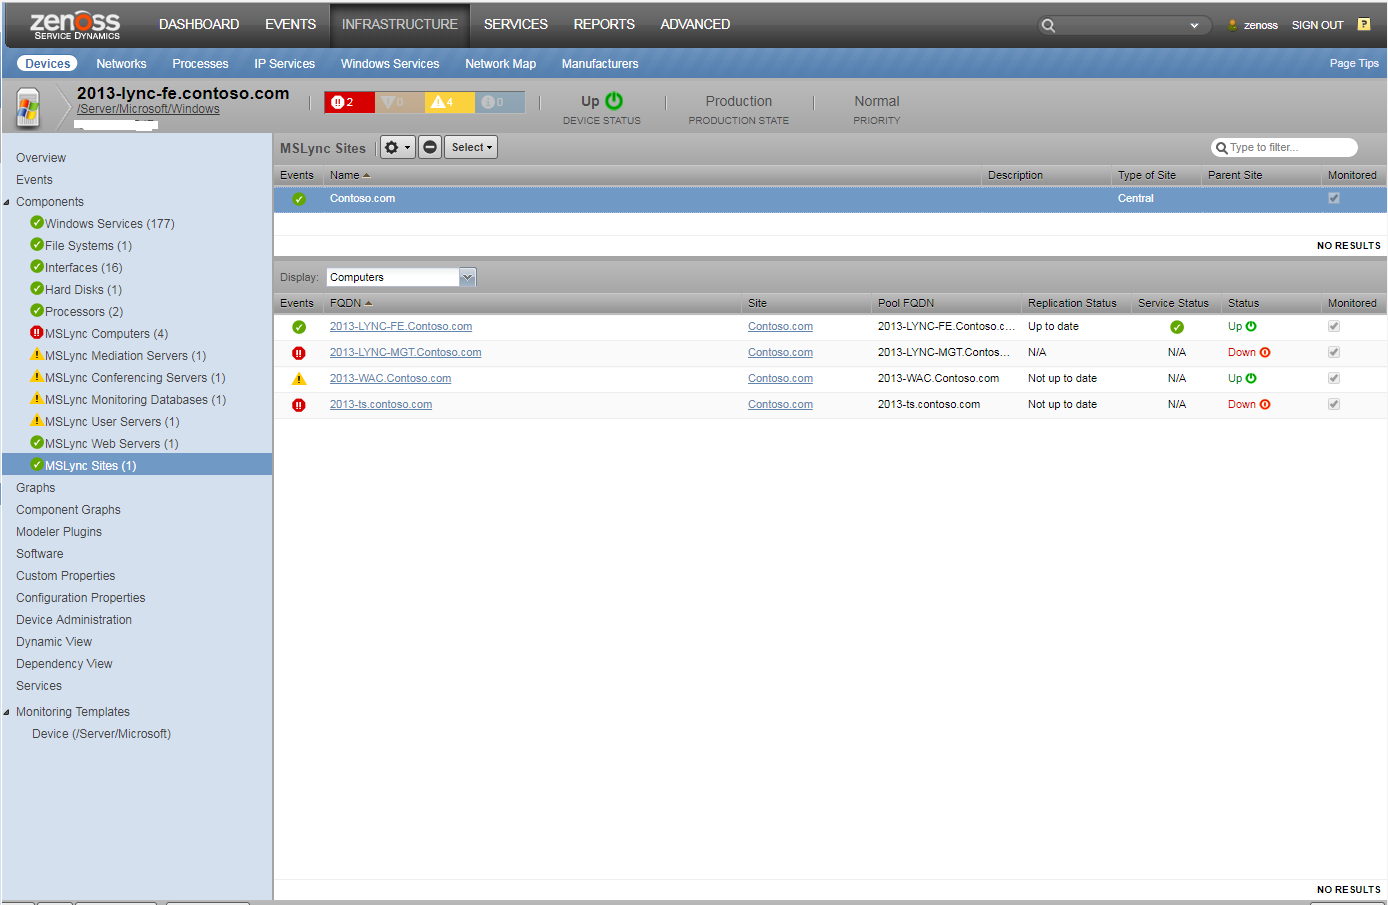 zenoss
SERVICE DYNAMICS
DASHBOARD EVENTS INFRASTRUCTURE SERVICES REPORTS ADVANCED
zenoss SIGN OUT ?
Devices Networks Processes IP Services Windows Services Network Map Manufacturers Page Tips
2013-lync-fe.contoso.com
/Server/Microsoft/Windows
2 0 4 0
Up Production Normal
DEVICE STATUS PRODUCTION STATE PRIORITY
Overview
Events
Components
Windows Services (177)
File Systems (1)
Interfaces (16)
Hard Disks (1)
Processors (2)
MSLync Computers (4)
MSLync Mediation Servers (1)
MSLync Conferencing Servers (1)
MSLync Monitoring Databases (1)
MSLync User Servers (1)
MSLync Web Servers (1)
MSLync Sites (1)
Graphs
Component Graphs
Modeler Plugins
Software
Custom Properties
Configuration Properties
Device Administration
Dynamic View
Dependency View
Services
Monitoring Templates
Device (/Server/Microsoft)
MSLync Sites Select Type to filter...
Events Name Description Type of Site Parent Site Monitored
Contoso.com Central
NO RESULTS
Display: Computers
Events FQDN Site Pool FQDN Replication Status Service Status Status Monitored
2013-LYNC-FE.Contoso.com Contoso.com 2013-LYNC-FE.Contoso.c... Up to date Up
2013-LYNC-MGT.Contoso.com Contoso.com 2013-LYNC-MGT.Contos... N/A N/A Down
2013-WAC.Contoso.com Contoso.com 2013-WAC.Contoso.com Not up to date N/A Up
2013-ts.contoso.com Contoso.com 2013-ts.contoso.com Not up to date N/A Down
NO RESULTS